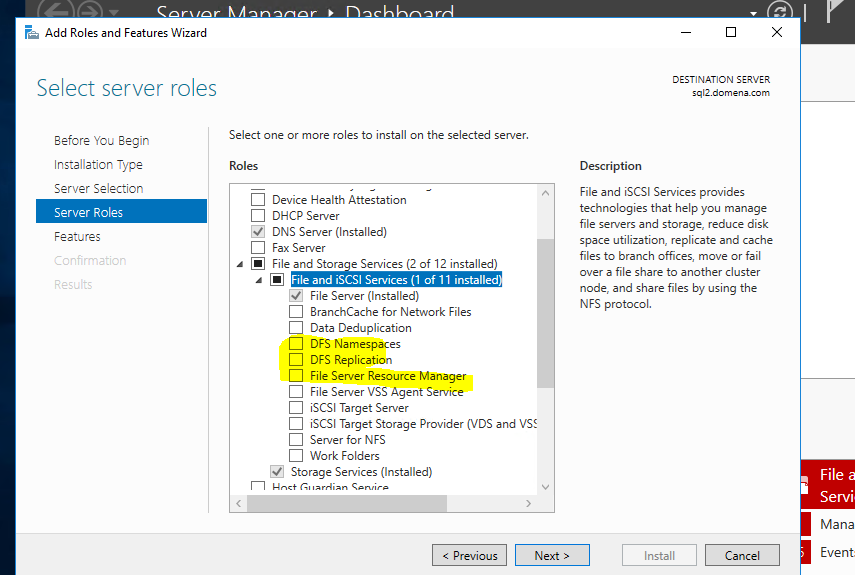 Server Manager ▸ Dashboard
Add Roles and Features Wizard
Select server roles
DESTINATION SERVER
sql2.domena.com
Before You Begin
Installation Type
Server Selection
Server Roles
Features
Confirmation
Results
Select one or more roles to install on the selected server.
Roles
Device Health Attestation
DHCP Server
DNS Server (Installed)
Fax Server
File and Storage Services (2 of 12 installed)
File and iSCSI Services (1 of 11 installed)
File Server (Installed)
BranchCache for Network Files
Data Deduplication
DFS Namespaces
DFS Replication
File Server Resource Manager
File Server VSS Agent Service
iSCSI Target Server
iSCSI Target Storage Provider (VDS and VSS
Server for NFS
Work Folders
Storage Services (Installed)
Host Guardian Service
Description
File and iSCSI Services provides
technologies that help you manage
file servers and storage, reduce disk
space utilization, replicate and cache
files to branch offices, move or fail
over a file share to another cluster
node, and share files by using the
NFS protocol.
< Previous
Next >
Install
Cancel
File a
Servi
Mana
Event